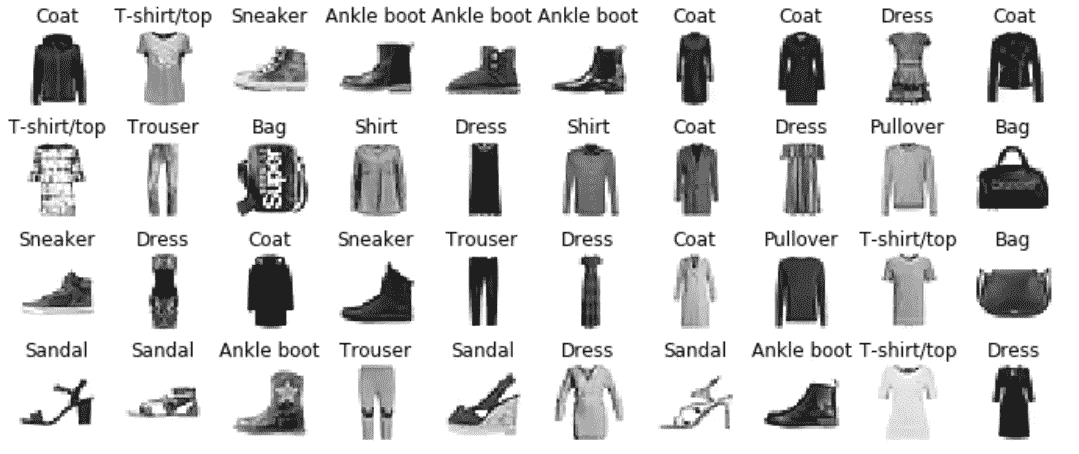 Coat T-shirt/top Sneaker Ankle boot Ankle boot Ankle boot Coat Coat Dress Coat
T-shirt/top Trouser Bag Shirt Dress Shirt Coat Dress Pullover Bag
Super
Sneaker Dress Coat Sneaker Trouser Dress Coat Pullover T-shirt/top Bag
Sandal Sandal Ankle boot Trouser Sandal Dress Sandal Ankle boot T-shirt/top Dress